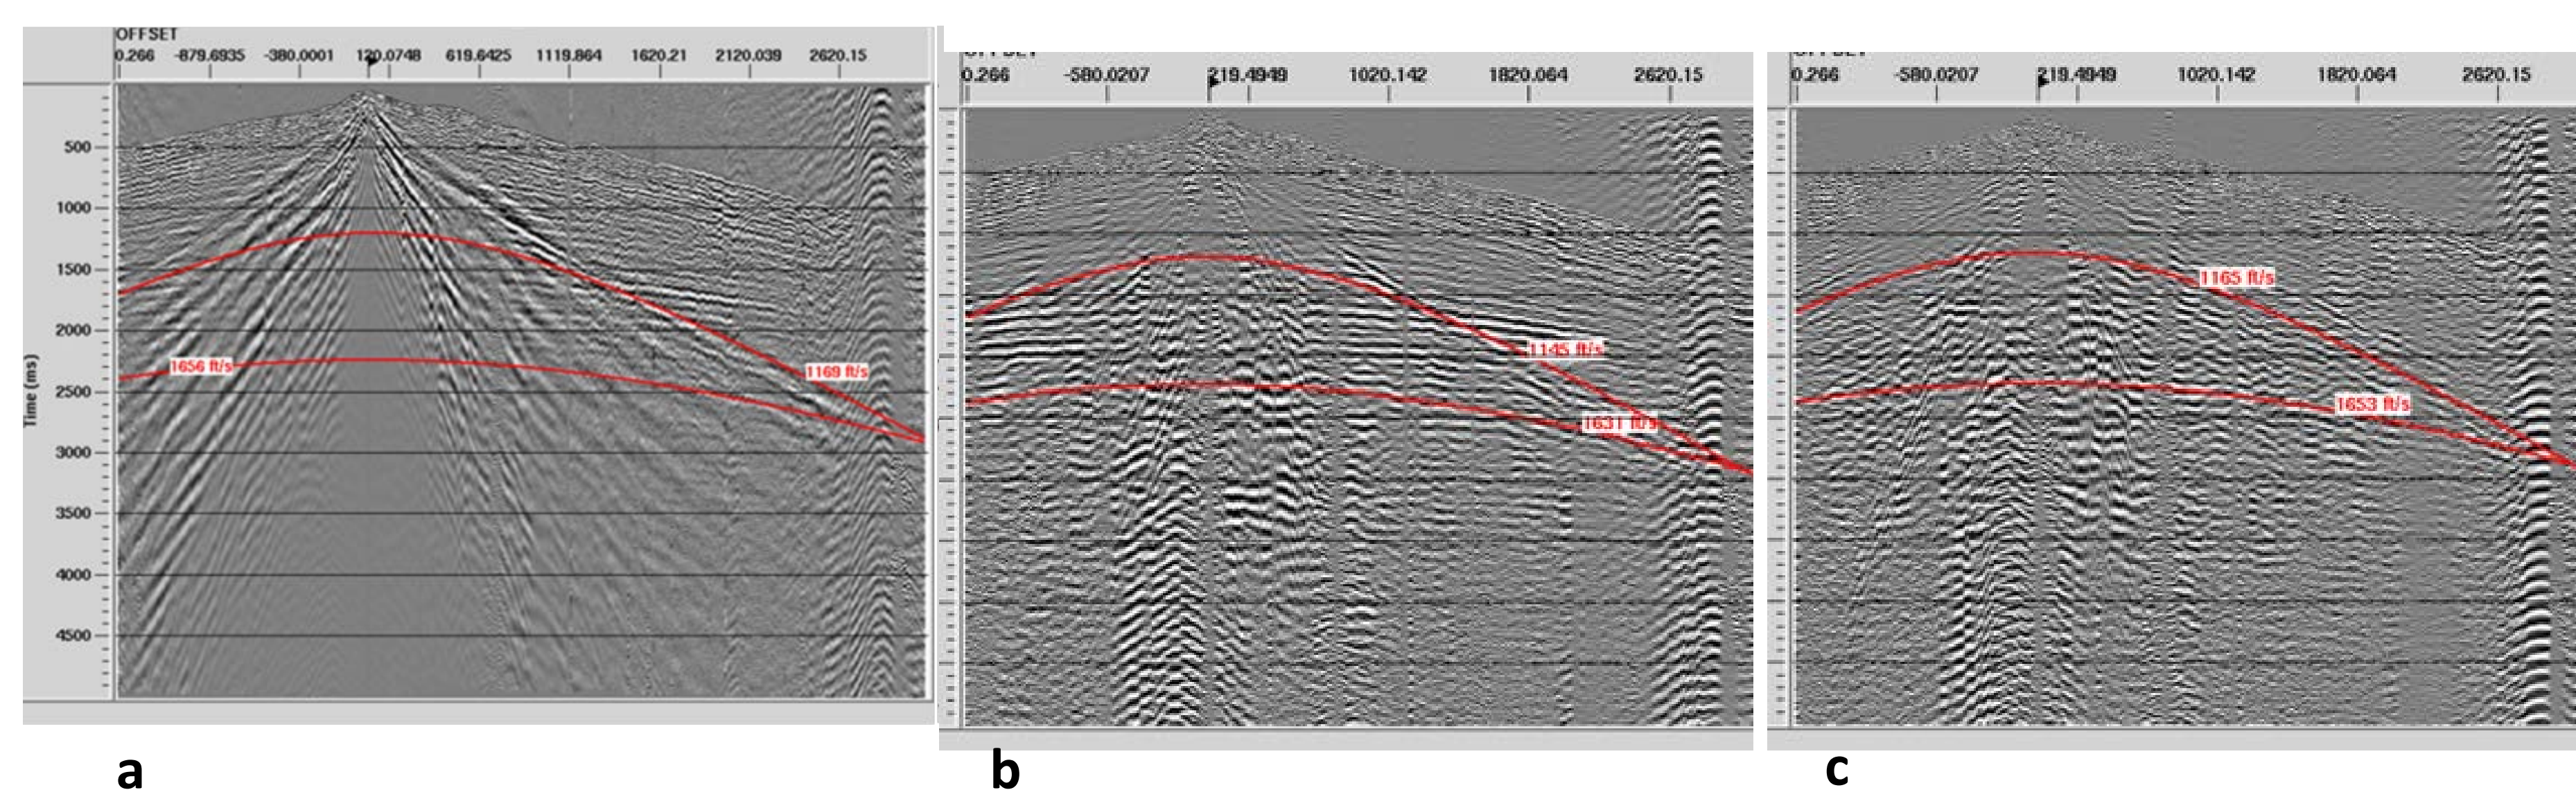 OFFSET
0.266 -879.6935 -380.0001 120.0748 619.6425 1119.864 1620.21 2120.039 2620.15
500
1000
1500
2000
2500
3000
3500
4000
4500
Time (ms)
1656 ft/s
1169 ft/s
a
0.266 -580.0207 219.4949 1020.142 1820.064 2620.15
1145 ft/s
1631 ft/s
b
0.266 -580.0207 219.4949 1020.142 1820.064 2620.15
1165 ft/s
1653 ft/s
c